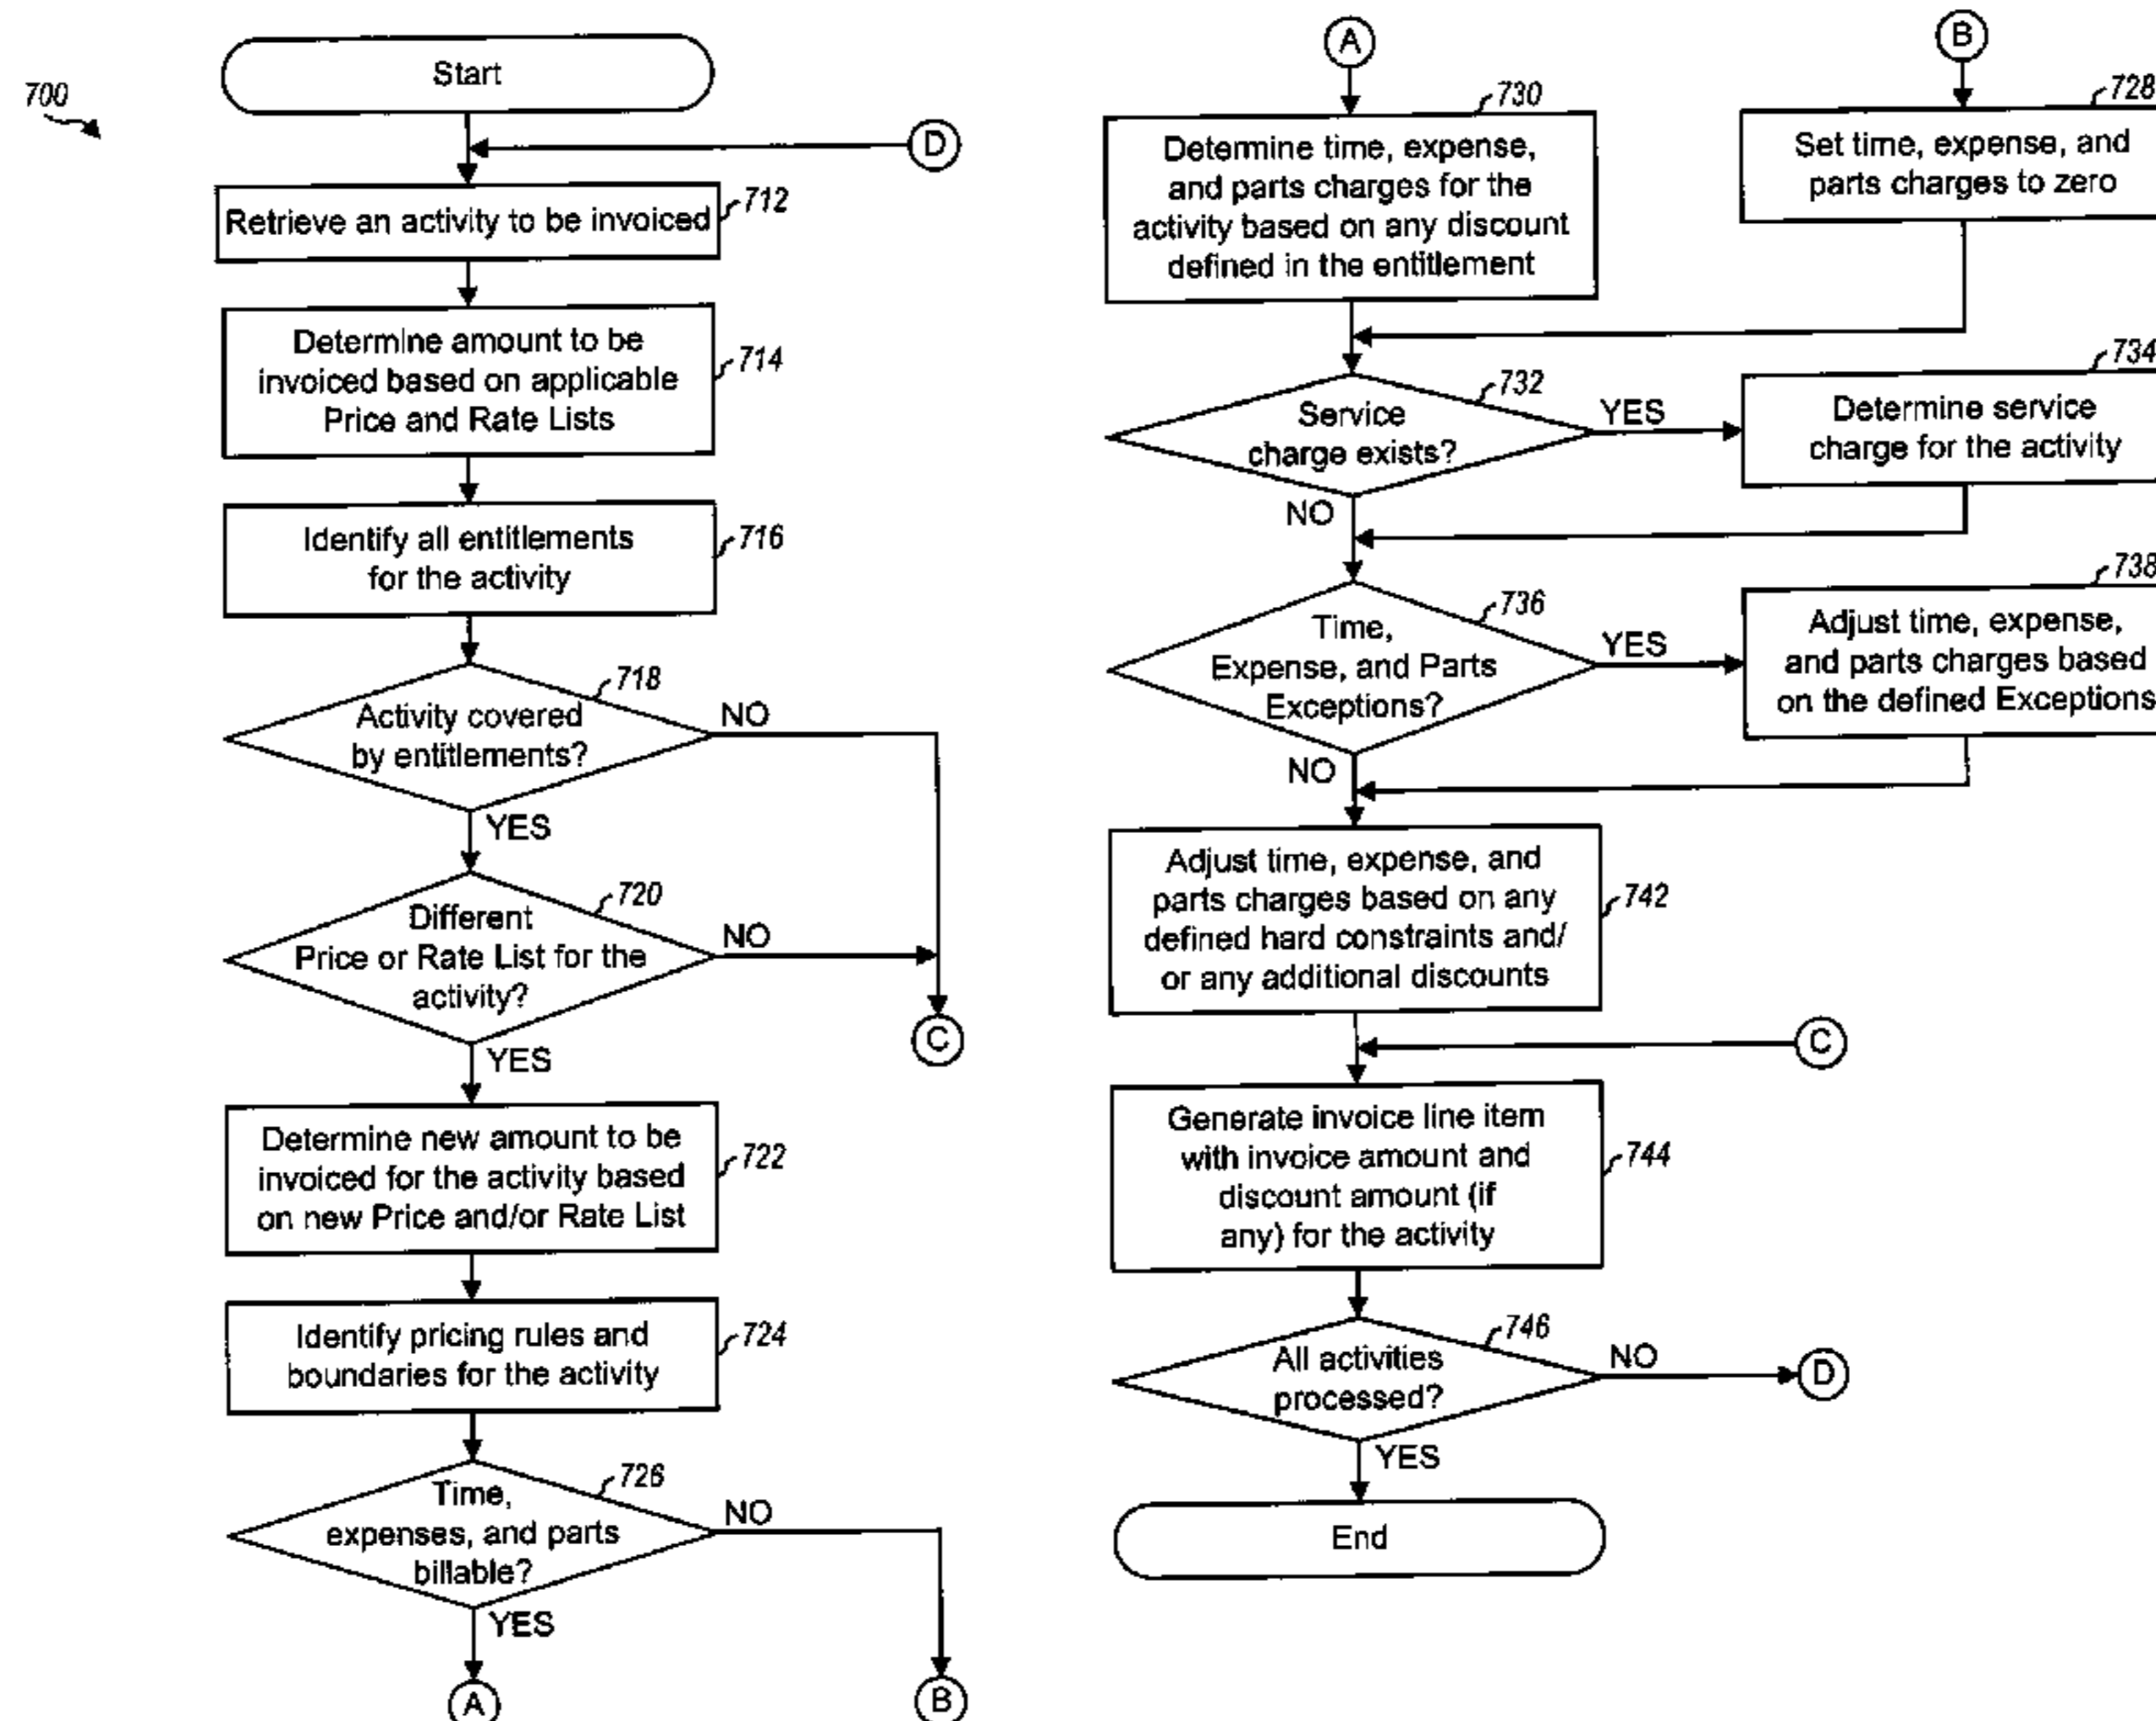 700
Start
D
Retrieve an activity to be invoiced
712
Determine amount to be
invoiced based on applicable
Price and Rate Lists
714
Identify all entitlements
for the activity
716
Activity covered
by entitlements?
718
NO
YES
Different
Price or Rate List for the
activity?
720
NO
C
YES
Determine new amount to be
invoiced for the activity based
on new Price and/or Rate List
722
Identify pricing rules and
boundaries for the activity
724
Time,
expenses, and parts
billable?
726
NO
YES
A
B
A
730
Determine time, expense,
and parts charges for the
activity based on any discount
defined in the entitlement
B
728
Set time, expense, and
parts charges to zero
732
Service
charge exists?
YES
NO
734
Determine service
charge for the activity
736
Time,
Expense, and Parts
Exceptions?
YES
NO
738
Adjust time, expense,
and parts charges based
on the defined Exceptions
Adjust time, expense, and
parts charges based on any
defined hard constraints and/
or any additional discounts
742
C
Generate invoice line item
with invoice amount and
discount amount (if
any) for the activity
744
746
All activities
processed?
NO
D
YES
End